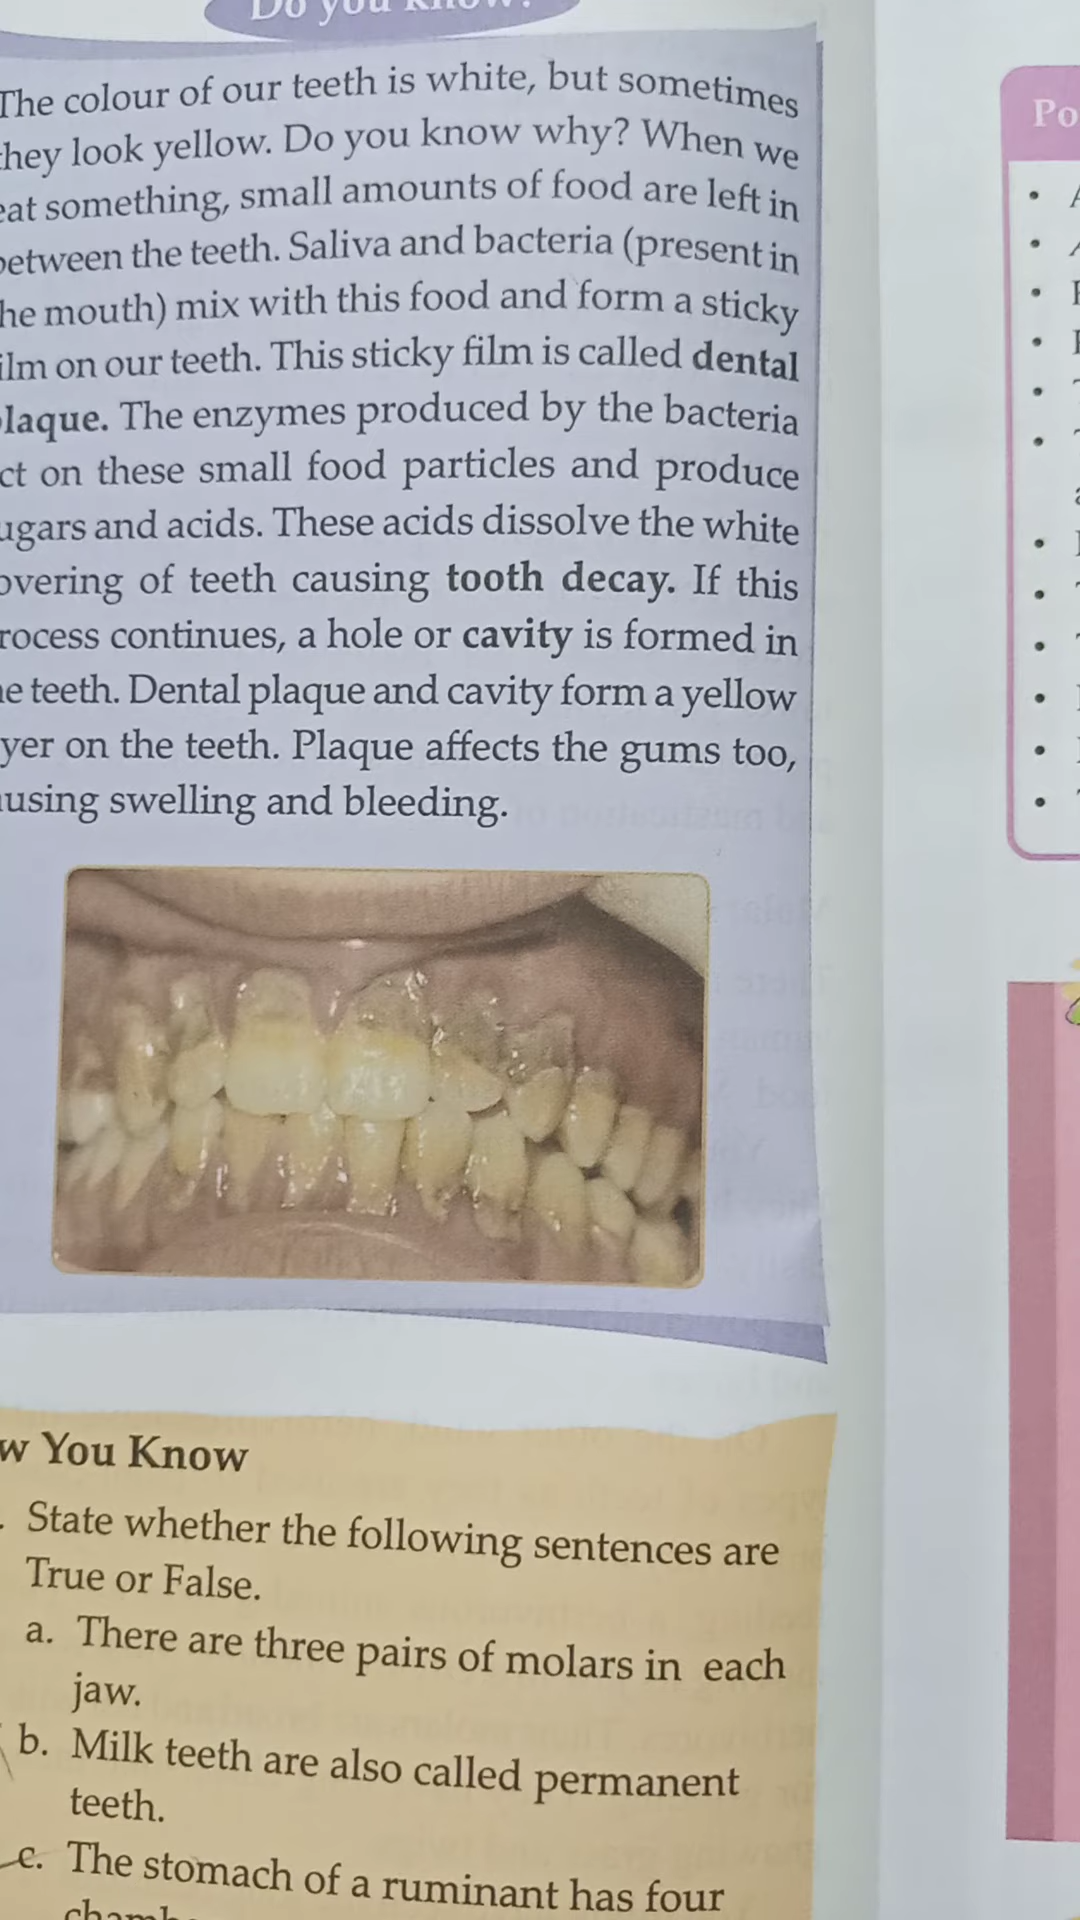 Do you know?
The colour of our teeth is white, but sometimes
they look yellow. Do you know why? When we
eat something, small amounts of food are left in
between the teeth. Saliva and bacteria (present in
the mouth) mix with this food and form a sticky
film on our teeth. This sticky film is called dental
plaque. The enzymes produced by the bacteria
act on these small food particles and produce
sugars and acids. These acids dissolve the white
covering of teeth causing tooth decay. If this
process continues, a hole or cavity is formed in
the teeth. Dental plaque and cavity form a yellow
layer on the teeth. Plaque affects the gums too,
causing swelling and bleeding.
w You Know
State whether the following sentences are
True or False.
a. There are three pairs of molars in each
jaw.
b. Milk teeth are also called permanent
teeth.
c. The stomach of a ruminant has four
Po